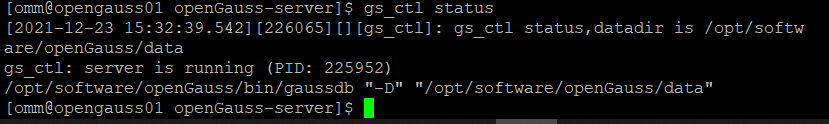 [omm@opengauss01 openGauss-server]$ gs_ctl status
[2021-12-23 15:32:39.542][226065][][gs_ctl]: gs_ctl status,datadir is /opt/softw
are/openGauss/data
gs_ctl: server is running (PID: 225952)
/opt/software/openGauss/bin/gaussdb "-D" "/opt/software/openGauss/data"
[omm@opengauss01 openGauss-server]$